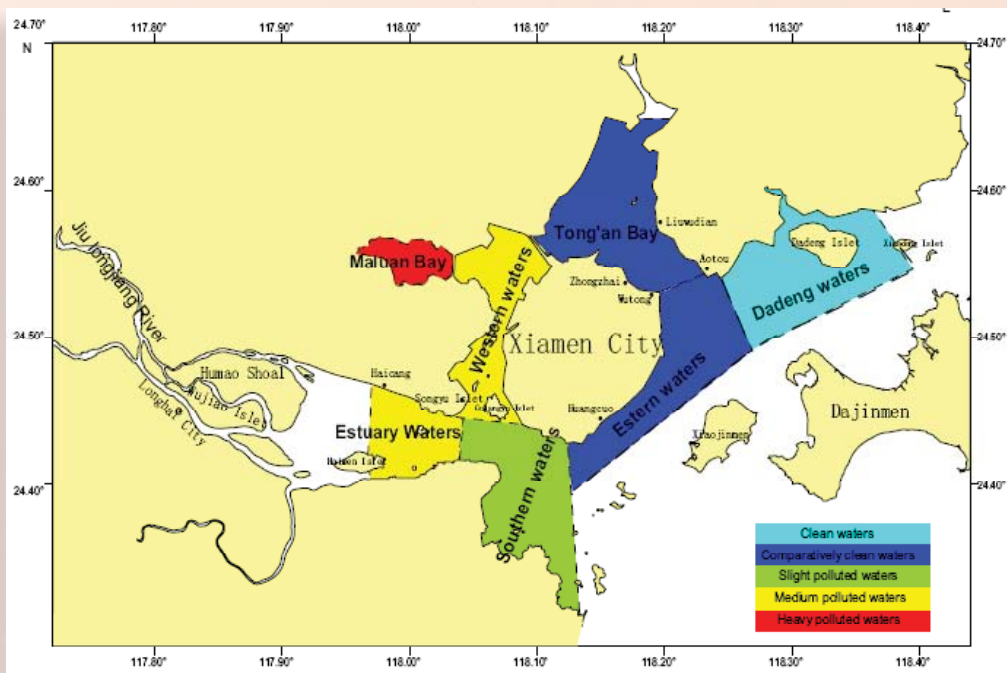 24.70°
N
117.80°
117.90°
118.00°
118.10°
118.20°
118.30°
118.40°
24.70°
24.60°
24.60°
24.50°
24.50°
24.40°
24.40°
Jiu longjiang River
Maluan Bay
Western waters
Tong'an Bay
Liuwudian
Aotou
Zhongzhai
Wutong
Dadeng Islet
Islet
Dadeng waters
Xiamen City
Humao Shoal
Wujian Islet
Longhai City
Haicang
Songyu Islet
Gulangyu Islet
Huangcuo
Estern waters
Estuary Waters
Islet
Southern waters
Xiaojinmen
Dajinmen
Clean waters
Comparatively clean waters
Slight polluted waters
Medium polluted waters
Heavy polluted waters
117.80°
117.90°
118.00°
118.10°
118.20°
118.30°
118.40°